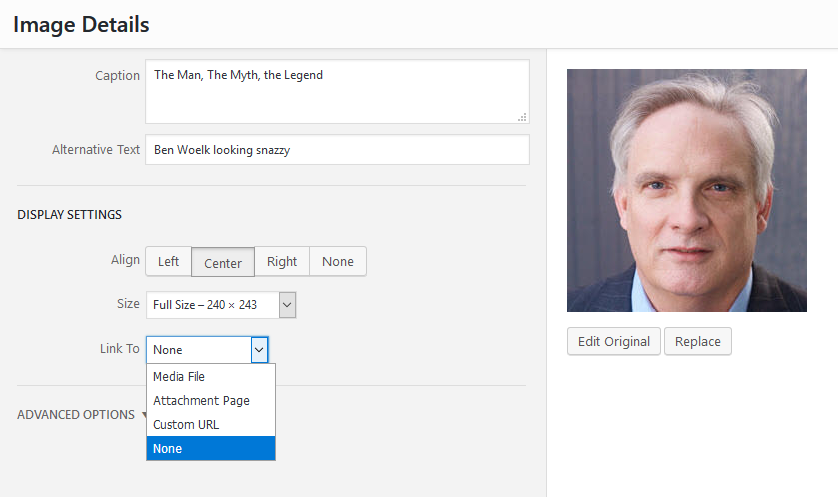 Image Details
Caption
The Man, The Myth, the Legend
Alternative Text
Ben Woelk looking snazzy
DISPLAY SETTINGS
Align Left Center Right None
Size Full Size – 240 × 243
Link To None
Media File
Attachment Page
Custom URL
None
ADVANCED OPTIONS
Edit Original Replace